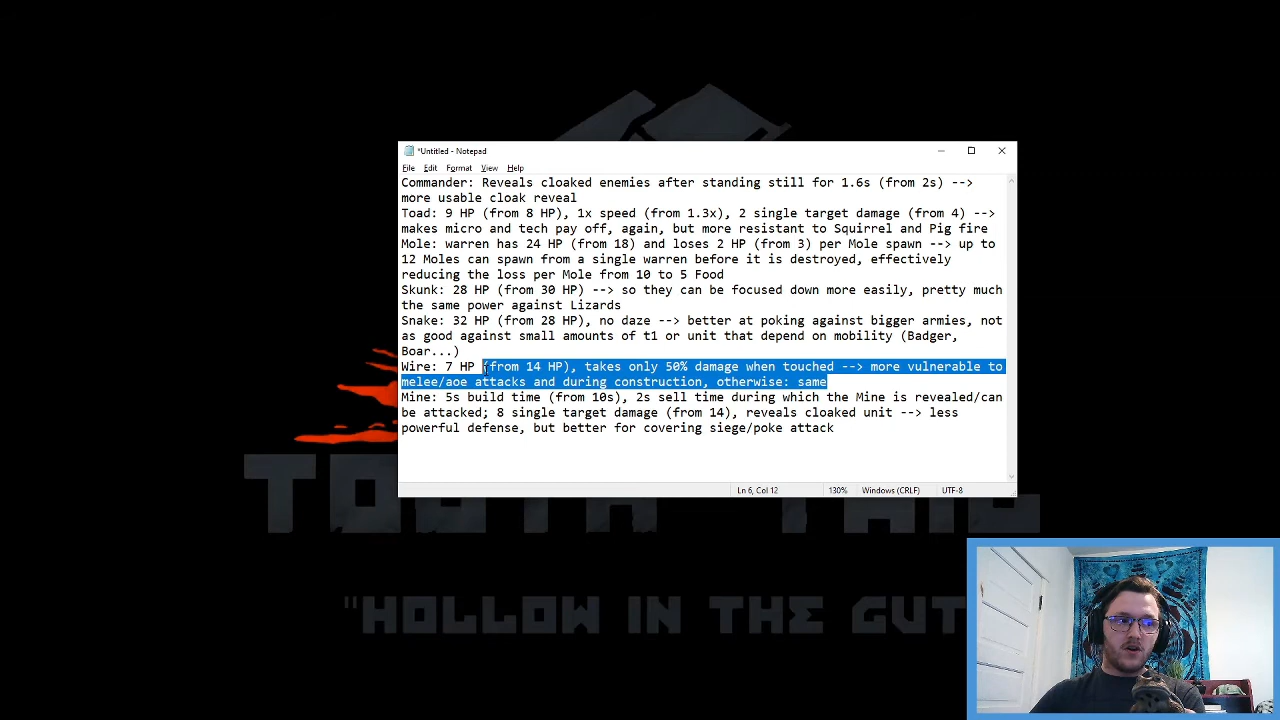 *Untitled - Notepad
File Edit Format View Help
Commander: Reveals cloaked enemies after standing still for 1.6s (from 2s) -->
more usable cloak reveal
Toad: 9 HP (from 8 HP), 1x speed (from 1.3x), 2 single target damage (from 4) -->
makes micro and tech pay off, again, but more resistant to Squirrel and Pig fire
Mole: warren has 24 HP (from 18) and loses 2 HP (from 3) per Mole spawn --> up to
12 Moles can spawn from a single warren before it is destroyed, effectively
reducing the loss per Mole from 10 to 5 Food
Skunk: 28 HP (from 30 HP) --> so they can be focused down more easily, pretty much
the same power against Lizards
Snake: 32 HP (from 28 HP), no daze --> better at poking against bigger armies, not
as good against small amounts of t1 or unit that depend on mobility (Badger,
Boar...)
Wire: 7 HP (from 14 HP), takes only 50% damage when touched --> more vulnerable to
melee/aoe attacks and during construction, otherwise: same
Mine: 5s build time (from 10s), 2s sell time during which the Mine is revealed/can
be attacked; 8 single target damage (from 14), reveals cloaked unit --> less
powerful defense, but better for covering siege/poke attack
Ln 6, Col 12 130% Windows (CRLF) UTF-8
TOOTH TAIL
"HOLLOW IN THE GUT